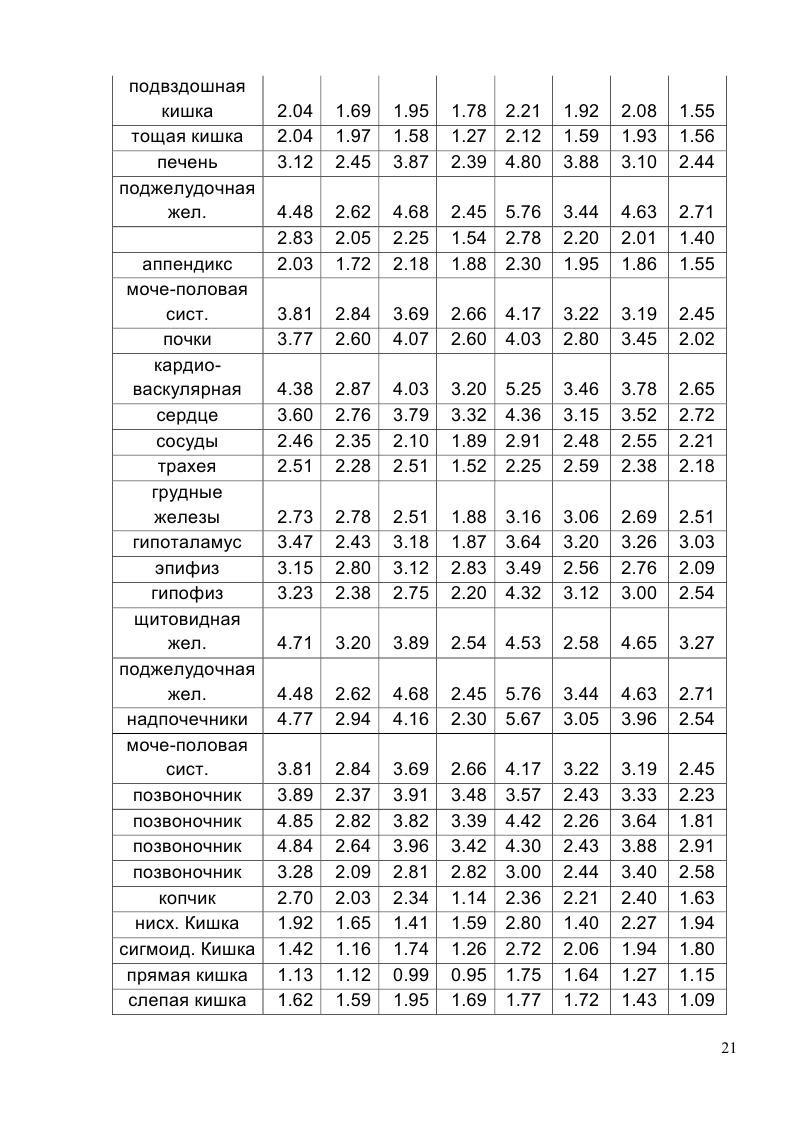 подвздошная
кишка 2.04 1.69 1.95 1.78 2.21 1.92 2.08 1.55
тощая кишка 2.04 1.97 1.58 1.27 2.12 1.59 1.93 1.56
печень 3.12 2.45 3.87 2.39 4.80 3.88 3.10 2.44
поджелудочная
жел. 4.48 2.62 4.68 2.45 5.76 3.44 4.63 2.71
2.83 2.05 2.25 1.54 2.78 2.20 2.01 1.40
аппендикс 2.03 1.72 2.18 1.88 2.30 1.95 1.86 1.55
моче-половая
сист. 3.81 2.84 3.69 2.66 4.17 3.22 3.19 2.45
почки 3.77 2.60 4.07 2.60 4.03 2.80 3.45 2.02
кардио-
васкулярная 4.38 2.87 4.03 3.20 5.25 3.46 3.78 2.65
сердце 3.60 2.76 3.79 3.32 4.36 3.15 3.52 2.72
сосуды 2.46 2.35 2.10 1.89 2.91 2.48 2.55 2.21
трахея 2.51 2.28 2.51 1.52 2.25 2.59 2.38 2.18
грудные
железы 2.73 2.78 2.51 1.88 3.16 3.06 2.69 2.51
гипоталамус 3.47 2.43 3.18 1.87 3.64 3.20 3.26 3.03
эпифиз 3.15 2.80 3.12 2.83 3.49 2.56 2.76 2.09
гипофиз 3.23 2.38 2.75 2.20 4.32 3.12 3.00 2.54
щитовидная
жел. 4.71 3.20 3.89 2.54 4.53 2.58 4.65 3.27
поджелудочная
жел. 4.48 2.62 4.68 2.45 5.76 3.44 4.63 2.71
надпочечники 4.77 2.94 4.16 2.30 5.67 3.05 3.96 2.54
моче-половая
сист. 3.81 2.84 3.69 2.66 4.17 3.22 3.19 2.45
позвоночник 3.89 2.37 3.91 3.48 3.57 2.43 3.33 2.23
позвоночник 4.85 2.82 3.82 3.39 4.42 2.26 3.64 1.81
позвоночник 4.84 2.64 3.96 3.42 4.30 2.43 3.88 2.91
позвоночник 3.28 2.09 2.81 2.82 3.00 2.44 3.40 2.58
копчик 2.70 2.03 2.34 1.14 2.36 2.21 2.40 1.63
нисх. Кишка 1.92 1.65 1.41 1.59 2.80 1.40 2.27 1.94
сигмоид. Кишка 1.42 1.16 1.74 1.26 2.72 2.06 1.94 1.80
прямая кишка 1.13 1.12 0.99 0.95 1.75 1.64 1.27 1.15
слепая кишка 1.62 1.59 1.95 1.69 1.77 1.72 1.43 1.09
21